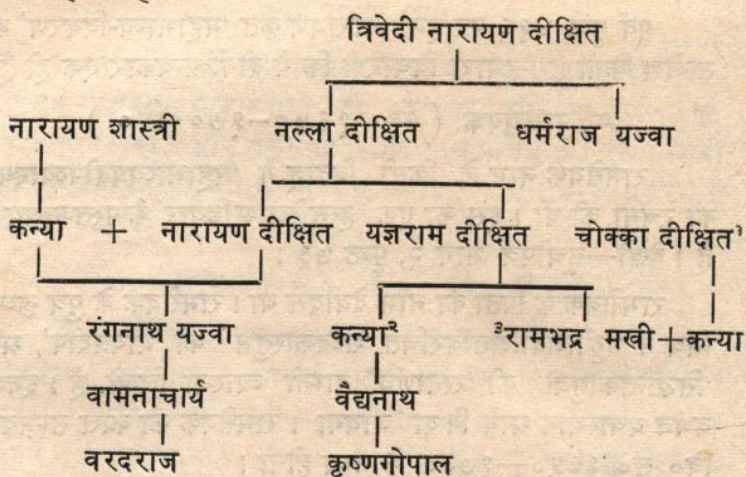 त्रिवेदी नारायण दीक्षित
नारायण शास्त्री नल्ला दीक्षित धर्मराज यज्वा
कन्या + नारायण दीक्षित यज्ञराम दीक्षित चोक्का दीक्षित¹
रंगनाथ यज्वा कन्या² ³रामभद्र मखी+कन्या
वामनाचार्य वैद्यनाथ
वरदराज कृष्णगोपाल